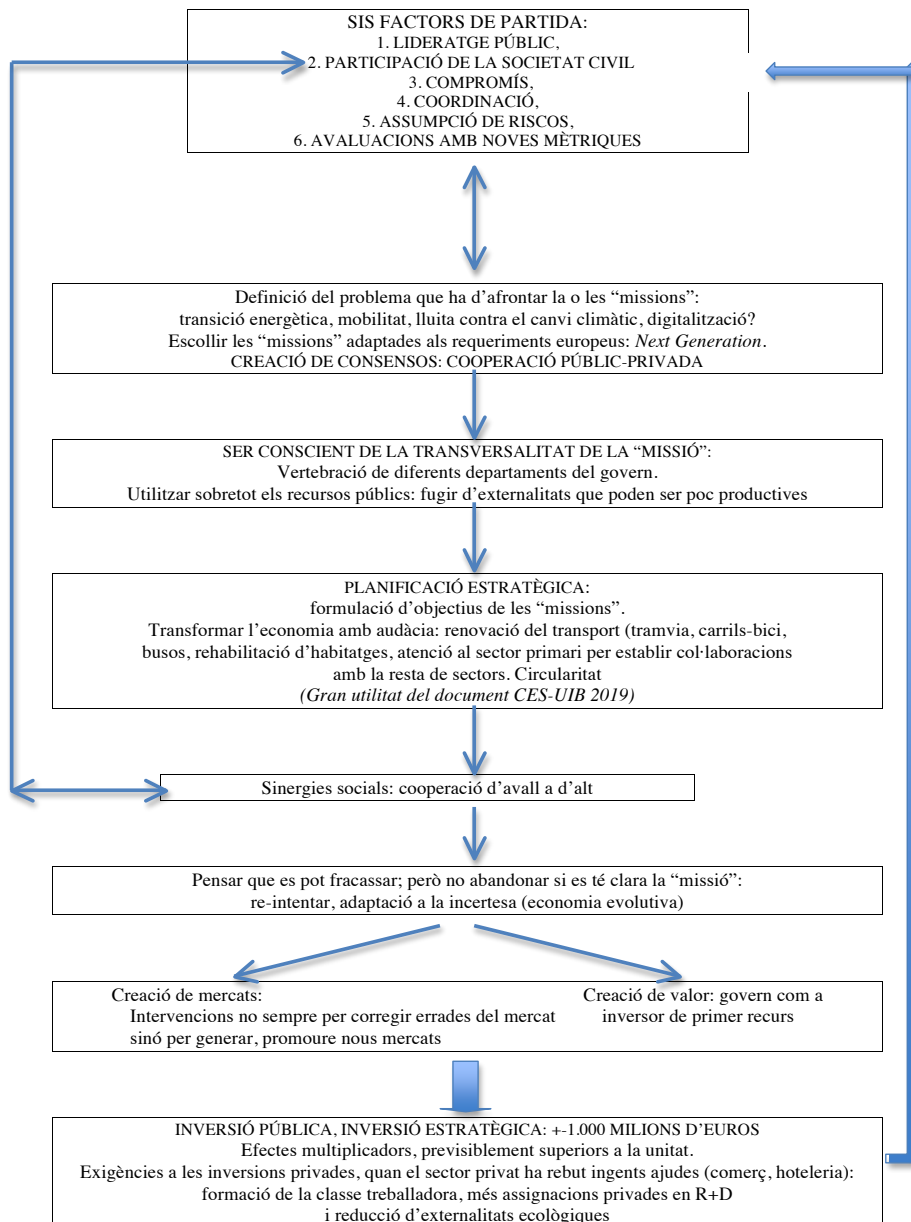 SIS FACTORS DE PARTIDA:
1. LIDERATGE PÚBLIC,
2. PARTICIPACIÓ DE LA SOCIETAT CIVIL
3. COMPROMÍS,
4. COORDINACIÓ,
5. ASSUMPCIÓ DE RISCOS,
6. AVALUACIONS AMB NOVES MÈTRIQUES
Definició del problema que ha d’afrontar la o les “missions”:
transició energètica, mobilitat, lluita contra el canvi climàtic, digitalització?
Escollir les “missions” adaptades als requeriments europeus: Next Generation.
CREACIÓ DE CONSENSOS: COOPERACIÓ PÚBLIC-PRIVADA
SER CONSCIENT DE LA TRANSVERSALITAT DE LA “MISSIÓ”:
Vertebració de diferents departaments del govern.
Utilitzar sobretot els recursos públics: fugir d’externalitats que poden ser poc productives
PLANIFICACIÓ ESTRATÈGICA:
formulació d’objectius de les “missions”.
Transformar l’economia amb audàcia: renovació del transport (tramvia, carrils-bici,
busos, rehabilitació d’habitatges, atenció al sector primari per establir col·laboracions
amb la resta de sectors. Circularitat
(Gran utilitat del document CES-UIB 2019)
Sinergies socials: cooperació d’avall a d’alt
Pensar que es pot fracassar; però no abandonar si es té clara la “missió”:
re-intentar, adaptació a la incertesa (economia evolutiva)
Creació de mercats:
Intervencions no sempre per corregir errades del mercat
sinó per generar, promoure nous mercats
Creació de valor: govern com a
inversor de primer recurs
INVERSIÓ PÚBLICA, INVERSIÓ ESTRATÈGICA: +-1.000 MILIONS D’EUROS
Efectes multiplicadors, previsiblement superiors a la unitat.
Exigències a les inversions privades, quan el sector privat ha rebut ingents ajudes (comerç, hoteleria):
formació de la classe treballadora, més assignacions privades en R+D
i reducció d’externalitats ecològiques